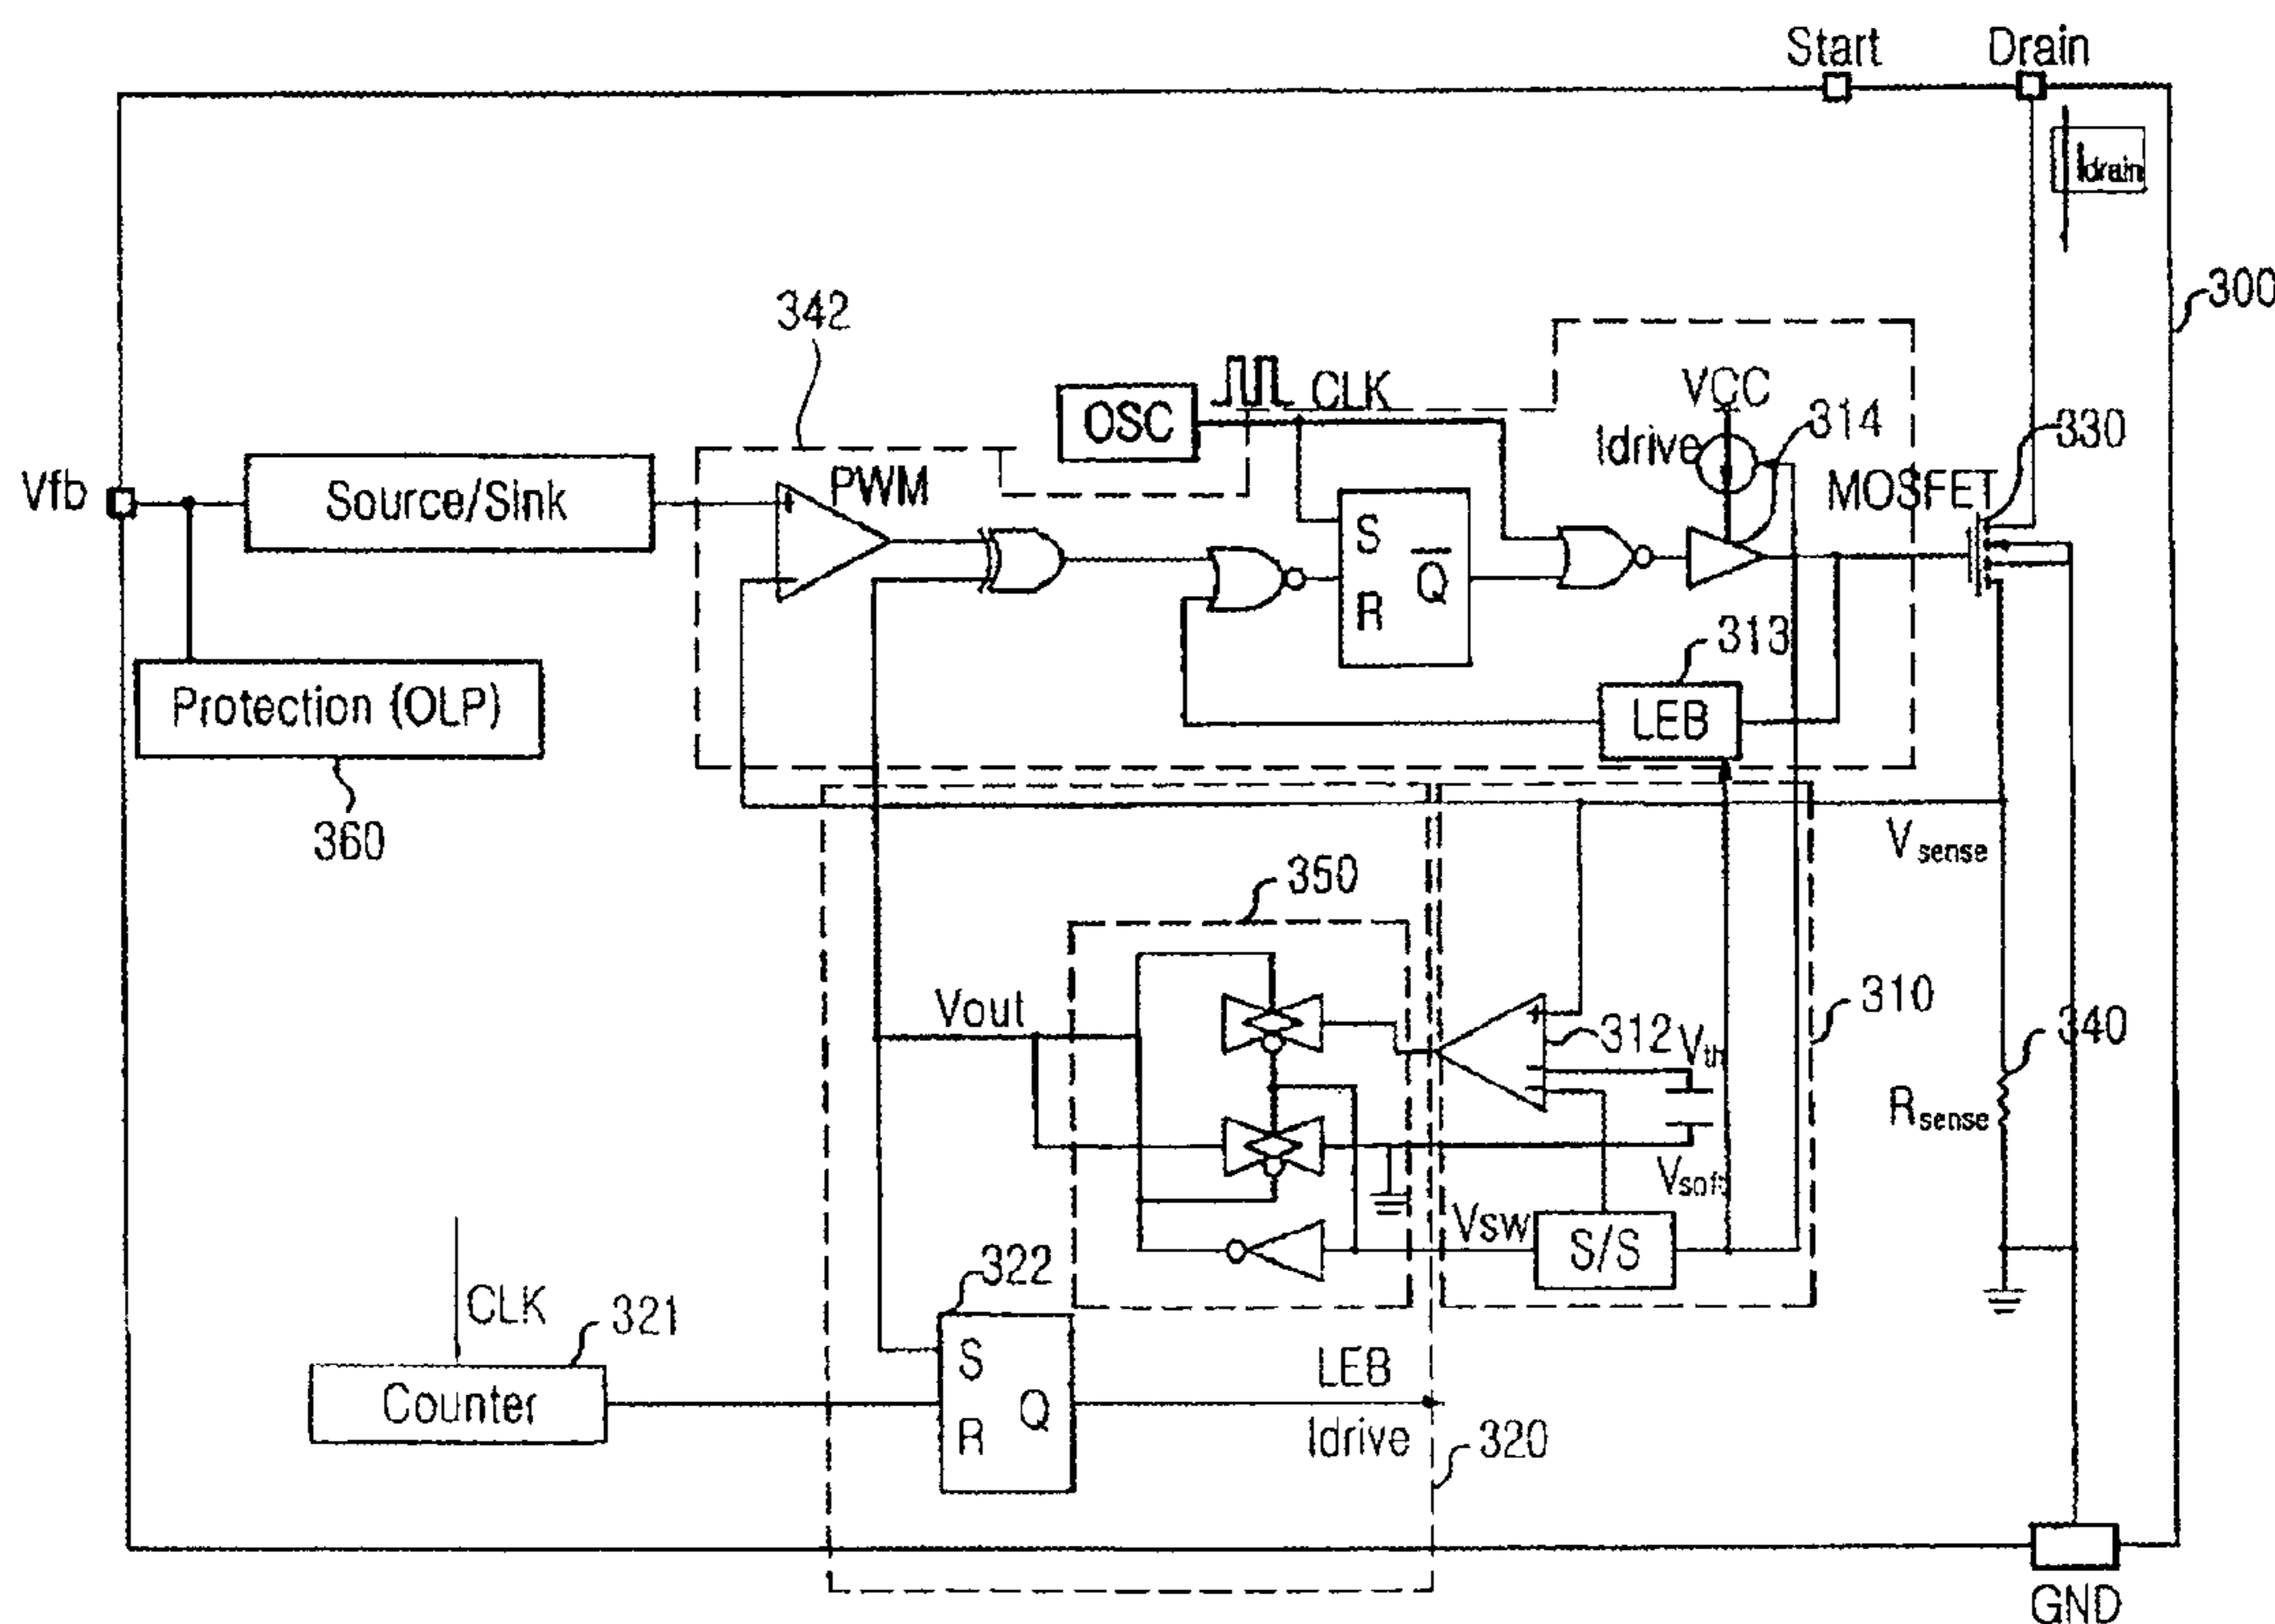 Start
Drain
Idrain
300
342
OSC
CLK
VCC
Idrive
314
330
MOSFET
Vfb
Source/Sink
+
PWM
-
S
R
Q
313
LEB
Protection (OLP)
360
Vsense
350
310
Vout
+
312
Vth
340
Rsense
Vsoft
Vsw
S/S
322
CLK
321
Counter
S
R
Q
LEB
Idrive
320
GND